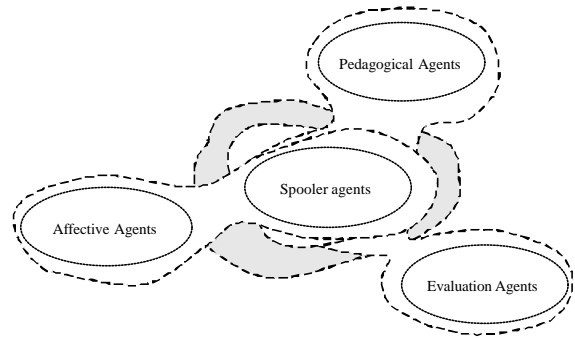 Pedagogical Agents
Spooler agents
Affective Agents
Evaluation Agents